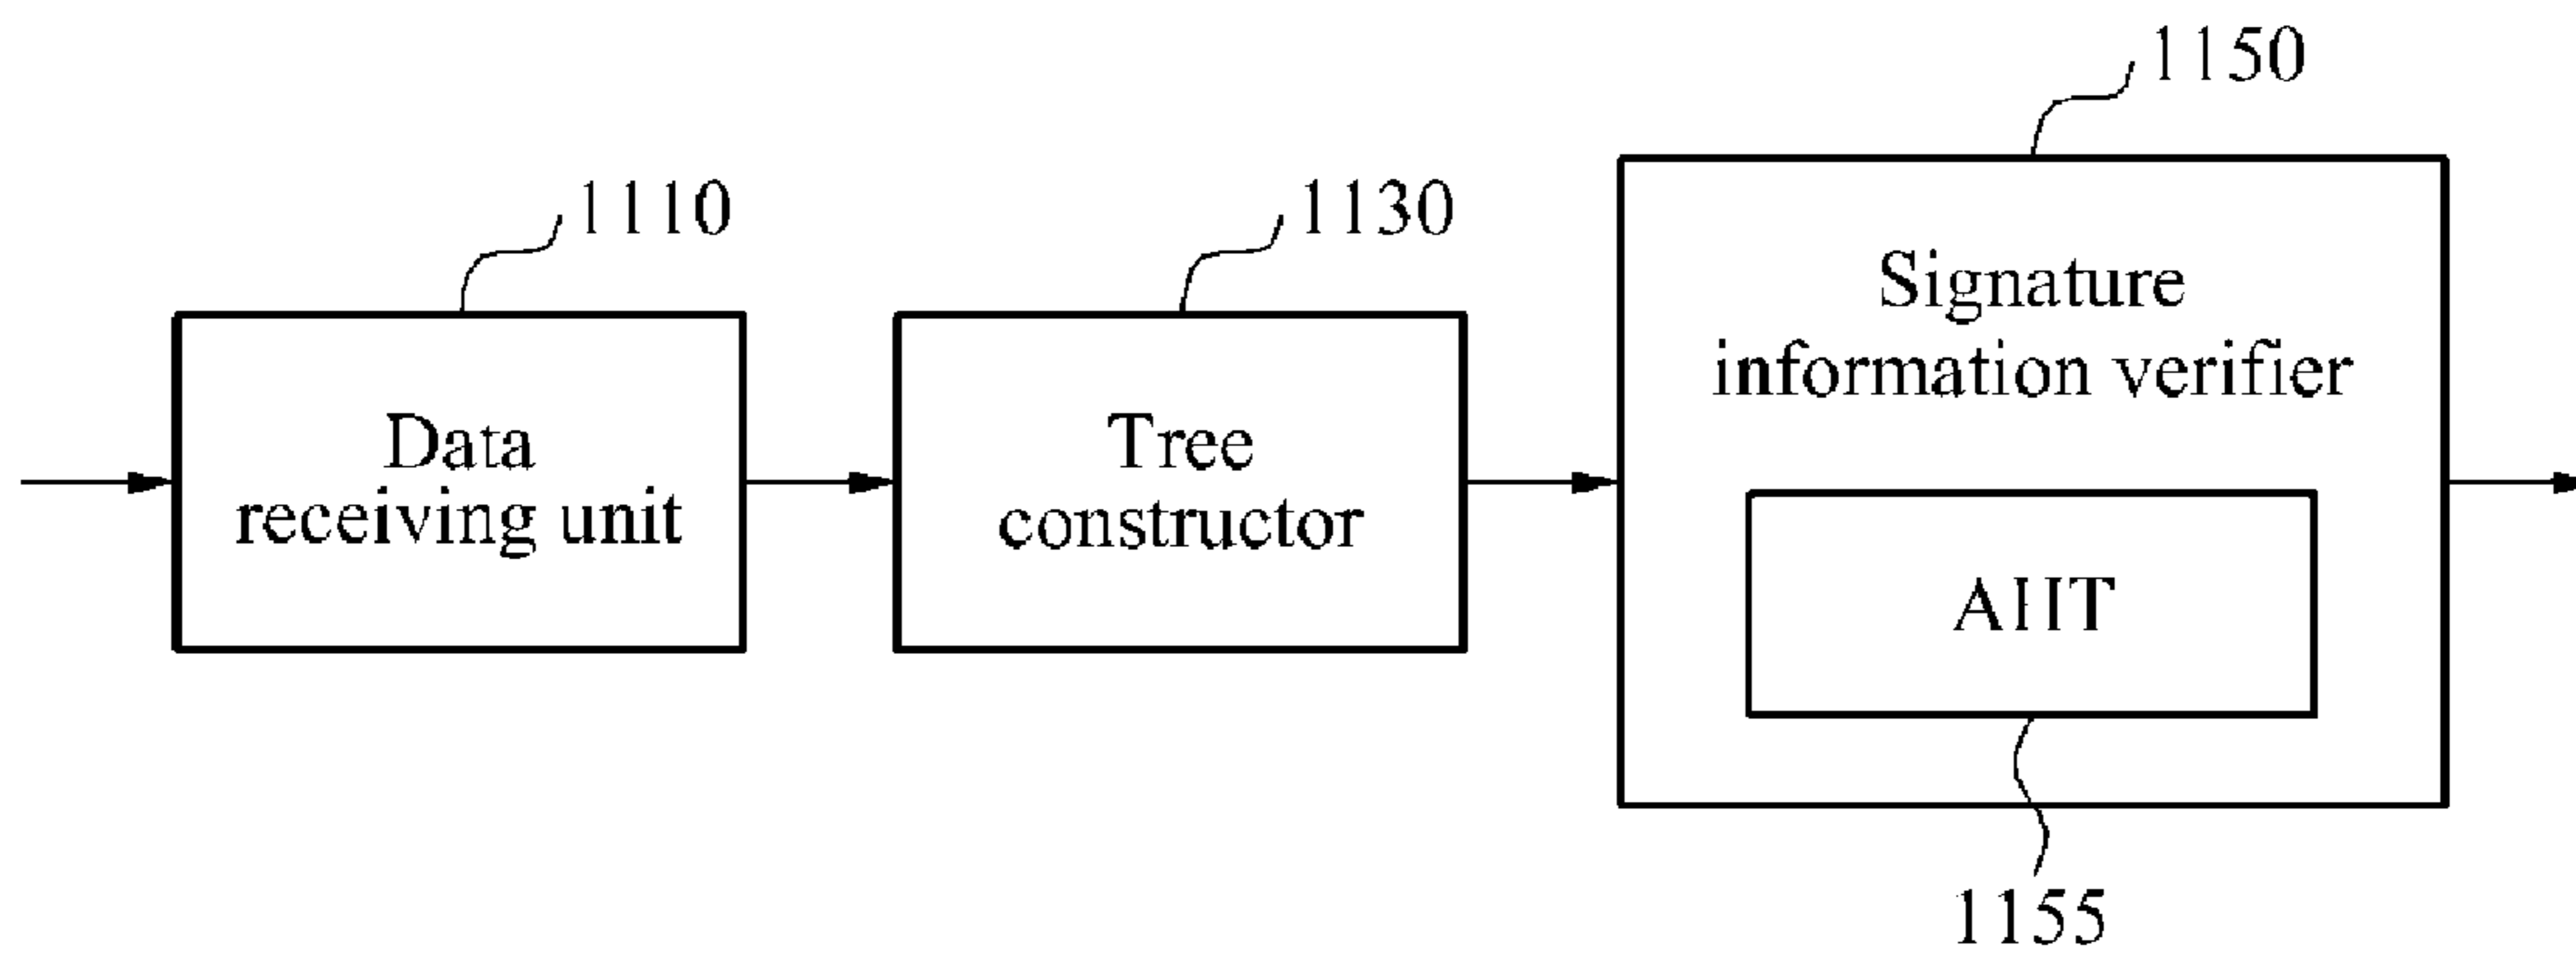 1150
1110
1130
Signature
information verifier
Data
receiving unit
Tree
constructor
AHT
1155